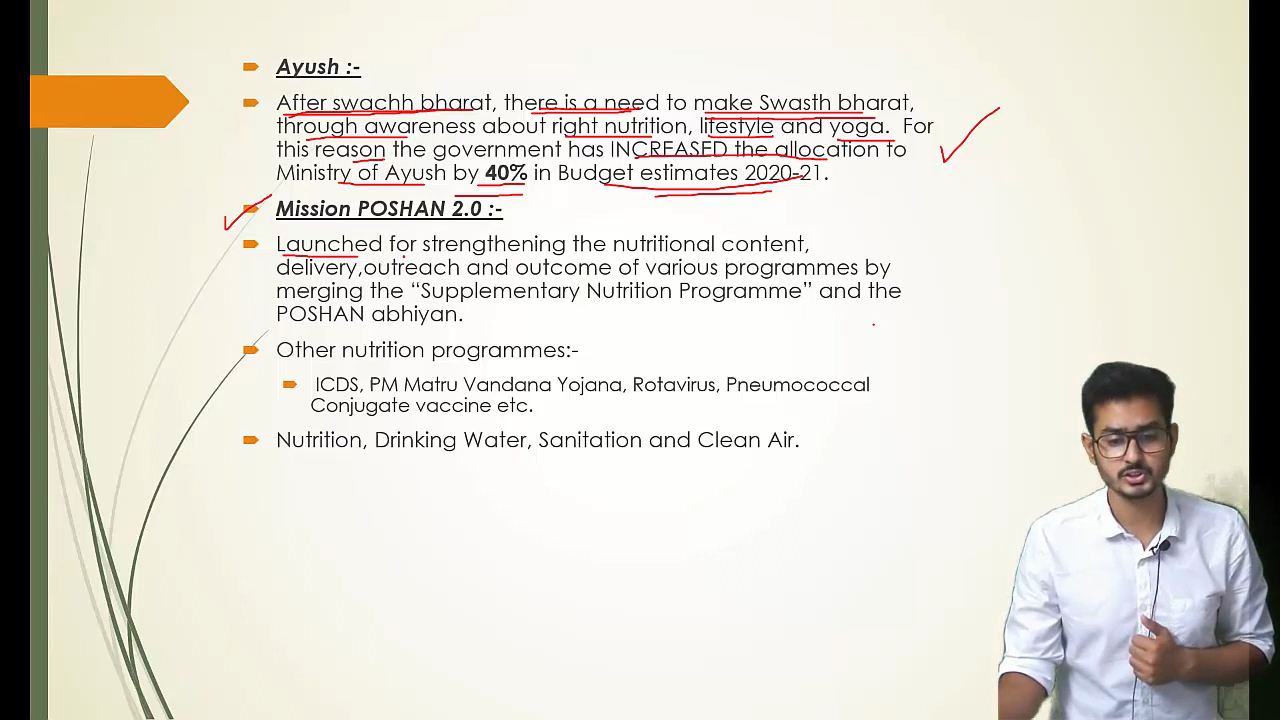 Ayush :-
After swachh bharat, there is a need to make Swasth bharat,
through awareness about right nutrition, lifestyle and yoga. For
this reason the government has INCREASED the allocation to
Ministry of Ayush by 40% in Budget estimates 2020-21.
Mission POSHAN 2.0 :-
Launched for strengthening the nutritional content,
delivery,outreach and outcome of various programmes by
merging the “Supplementary Nutrition Programme” and the
POSHAN abhiyan.
Other nutrition programmes:-
ICDS, PM Matru Vandana Yojana, Rotavirus, Pneumococcal
Conjugate vaccine etc.
Nutrition, Drinking Water, Sanitation and Clean Air.